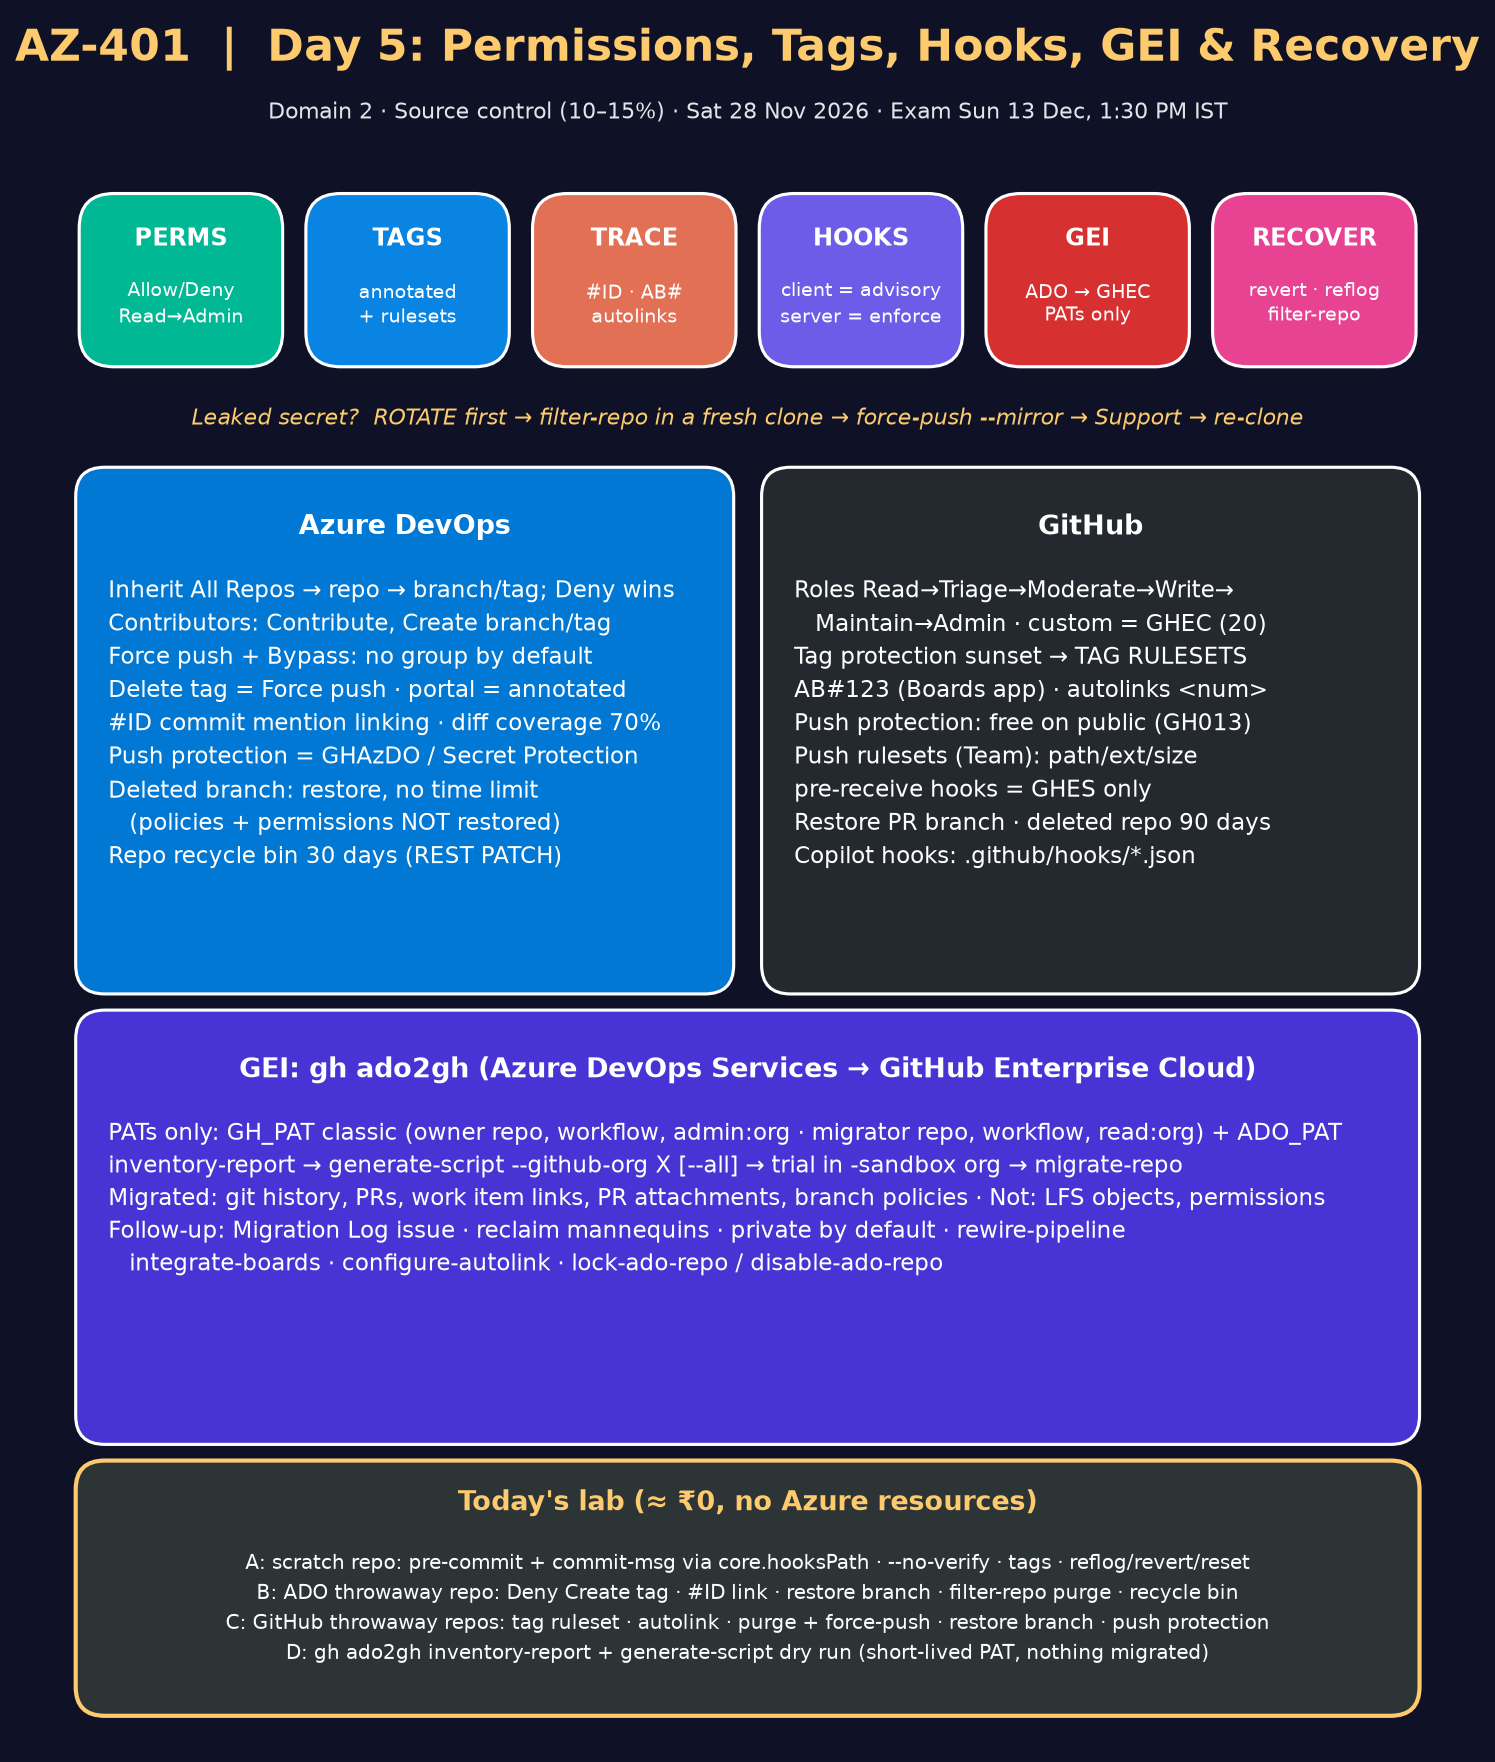 AZ-401  |  Day 5: Permissions, Tags, Hooks, GEI & Recovery
Domain 2 · Source control (10–15%) · Sat 28 Nov 2026 · Exam Sun 13 Dec, 1:30 PM IST
PERMS
Allow/Deny
Read→Admin
TAGS
annotated
+ rulesets
TRACE
#ID · AB#
autolinks
HOOKS
client = advisory
server = enforce
GEI
ADO → GHEC
PATs only
RECOVER
revert · reflog
filter-repo
Leaked secret?  ROTATE first → filter-repo in a fresh clone → force-push --mirror → Support → re-clone
Azure DevOps
Inherit All Repos → repo → branch/tag; Deny wins
Contributors: Contribute, Create branch/tag
Force push + Bypass: no group by default
Delete tag = Force push · portal = annotated
#ID commit mention linking · diff coverage 70%
Push protection = GHAzDO / Secret Protection
Deleted branch: restore, no time limit
(policies + permissions NOT restored)
Repo recycle bin 30 days (REST PATCH)
GitHub
Roles Read→Triage→Moderate→Write→
Maintain→Admin · custom = GHEC (20)
Tag protection sunset → TAG RULESETS
AB#123 (Boards app) · autolinks <num>
Push protection: free on public (GH013)
Push rulesets (Team): path/ext/size
pre-receive hooks = GHES only
Restore PR branch · deleted repo 90 days
Copilot hooks: .github/hooks/*.json
GEI: gh ado2gh (Azure DevOps Services → GitHub Enterprise Cloud)
PATs only: GH_PAT classic (owner repo, workflow, admin:org · migrator repo, workflow, read:org) + ADO_PAT
inventory-report → generate-script --github-org X [--all] → trial in -sandbox org → migrate-repo
Migrated: git history, PRs, work item links, PR attachments, branch policies · Not: LFS objects, permissions
Follow-up: Migration Log issue · reclaim mannequins · private by default · rewire-pipeline
integrate-boards · configure-autolink · lock-ado-repo / disable-ado-repo
Today's lab (≈ ₹0, no Azure resources)
A: scratch repo: pre-commit + commit-msg via core.hooksPath · --no-verify · tags · reflog/revert/reset
B: ADO throwaway repo: Deny Create tag · #ID link · restore branch · filter-repo purge · recycle bin
C: GitHub throwaway repos: tag ruleset · autolink · purge + force-push · restore branch · push protection
D: gh ado2gh inventory-report + generate-script dry run (short-lived PAT, nothing migrated)